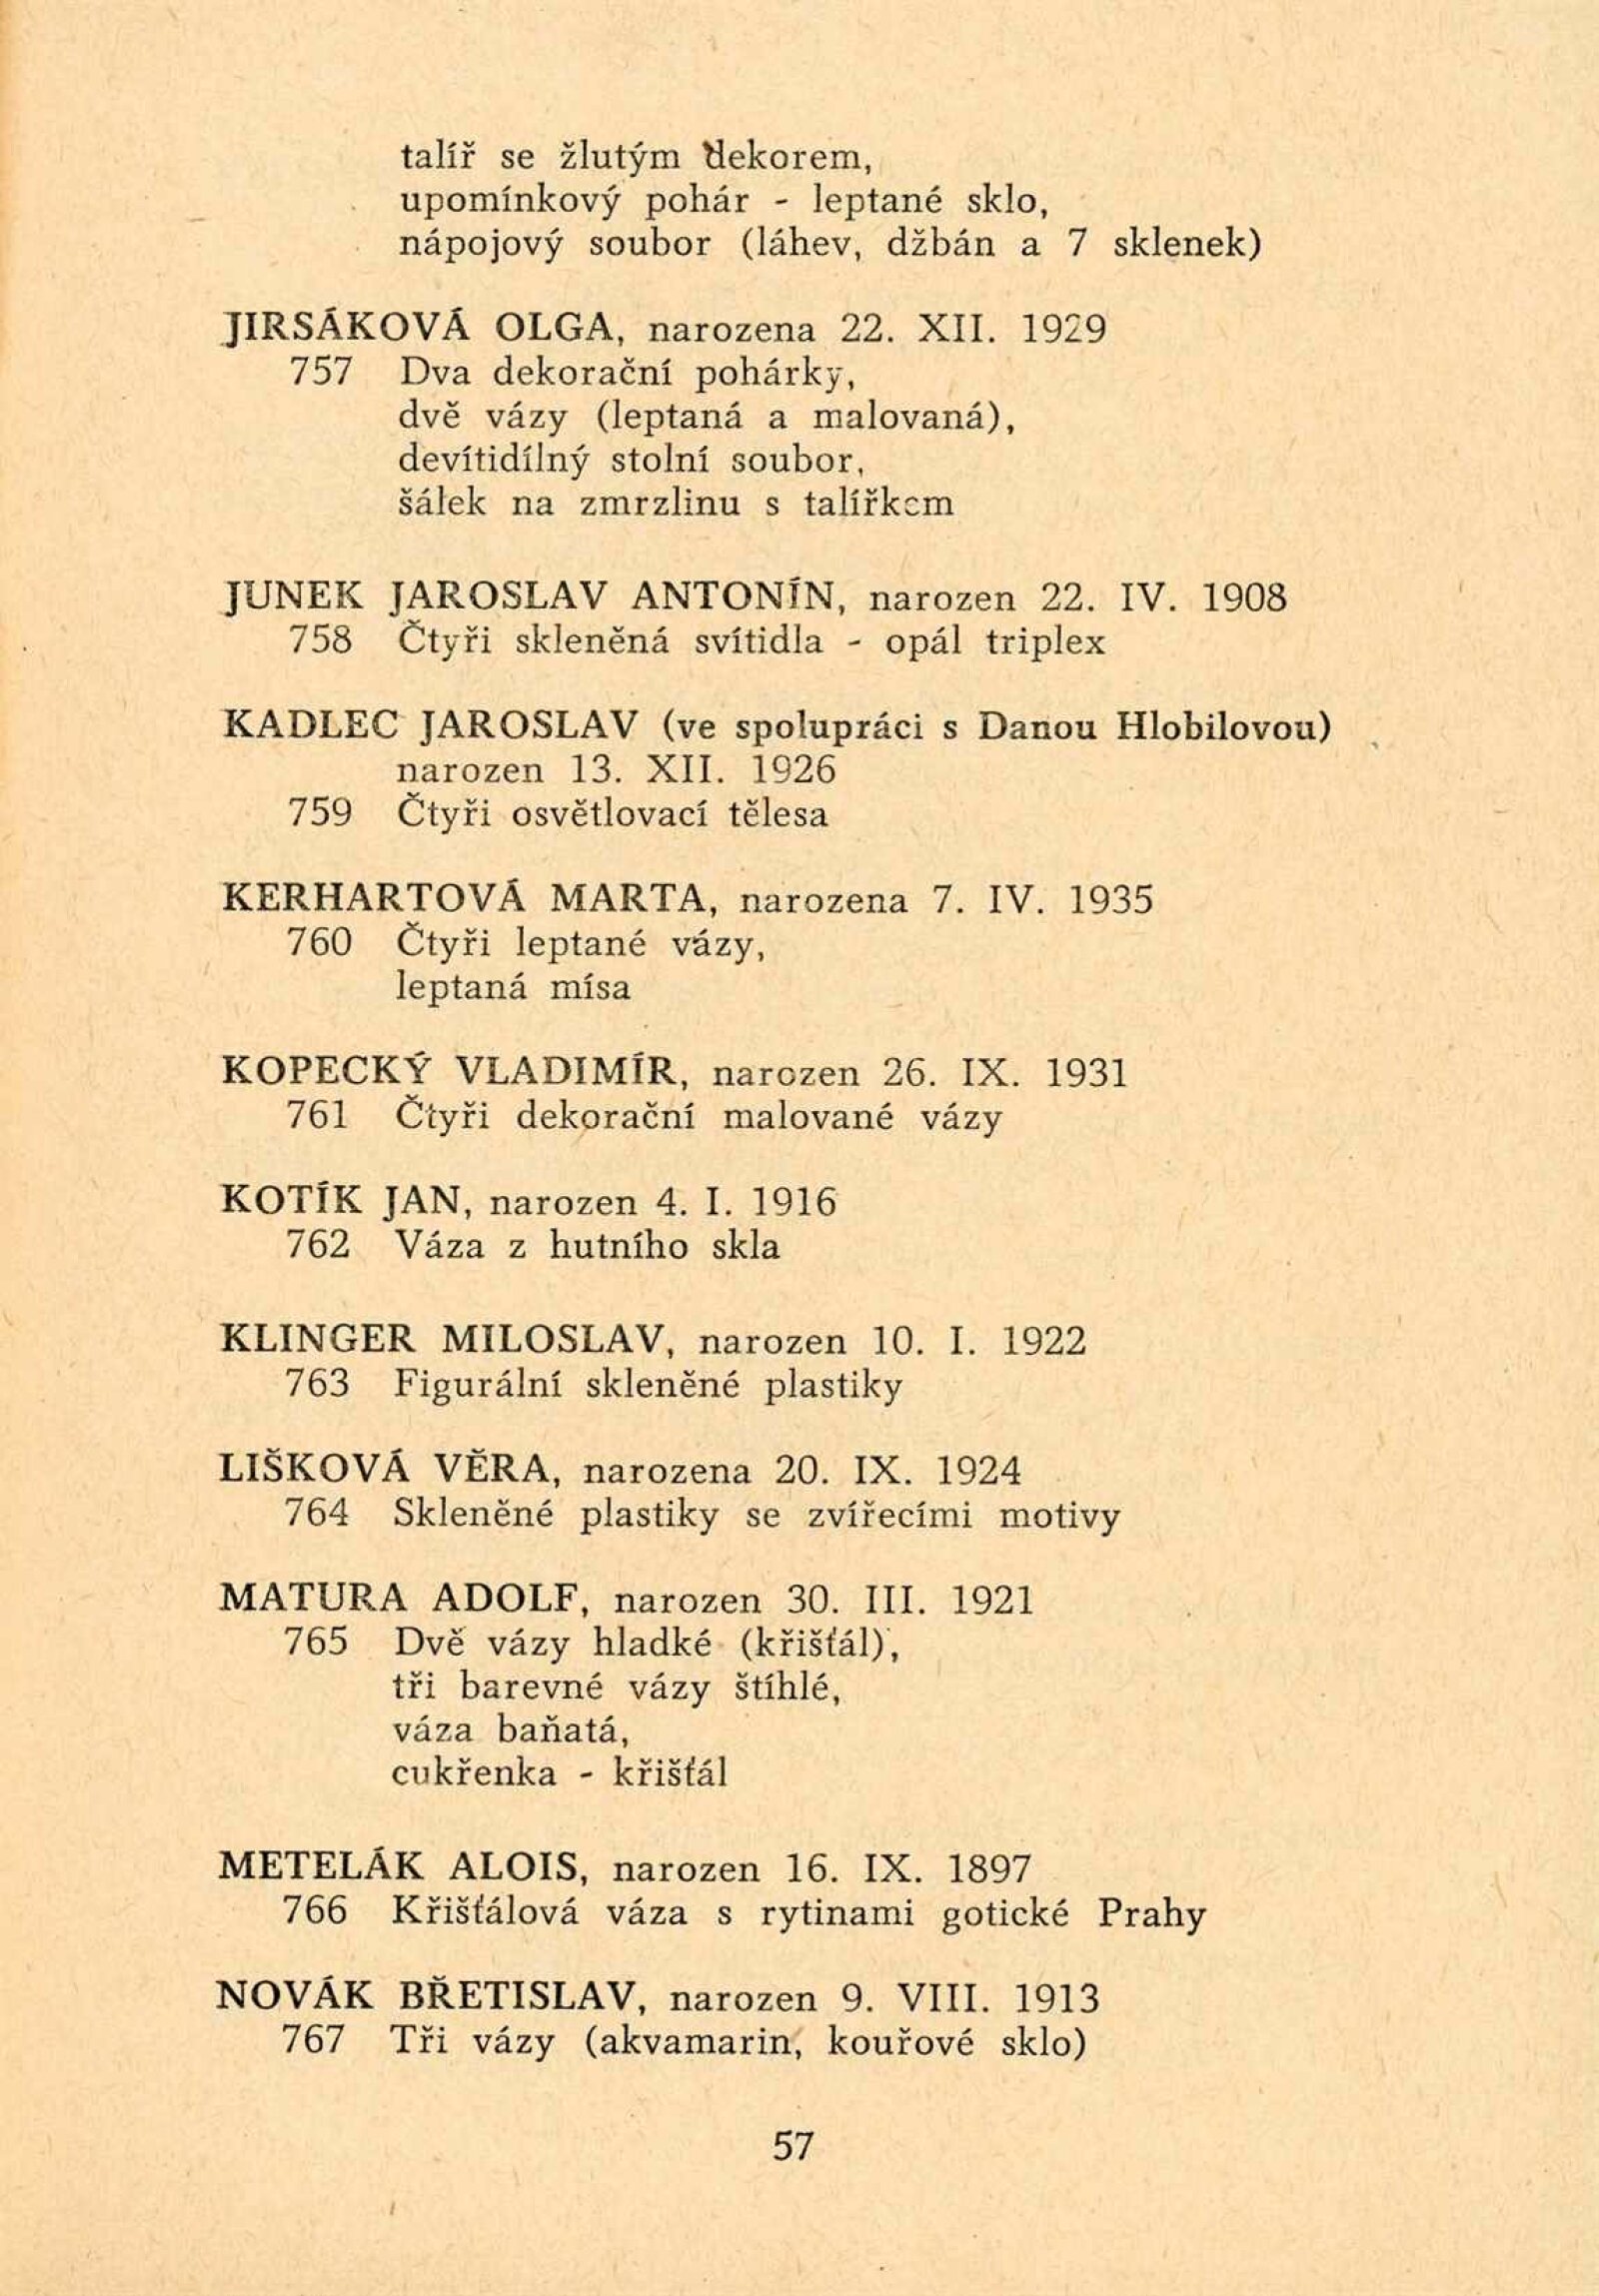 talíř se žlutým dekorem,
upomínkový pohár - leptané sklo,
nápojový soubor (láhev, džbán a 7 sklenek)
JIRSÁKOVÁ OLGA, narozena 22. XII. 1929
757 Dva dekorační pohárky,
dvě vázy (leptaná a malovaná),
devítidílný stolní soubor,
šálek na zmrzlinu s talířkem
JUNEK JAROSLAV ANTONÍN, narozen 22. IV. 1908
758 Čtyři skleněná svítidla - opál triplex
KADLEC JAROSLAV (ve spolupráci s Danou Hlobilovou)
narozen 13. XII. 1926
759 Čtyři osvětlovací tělesa
KERHARTOVÁ MARTA, narozena 7. IV. 1935
760 Čtyři leptané vázy,
leptaná mísa
KOPECKÝ VLADIMÍR, narozen 26. IX. 1931
761 Čtyři dekorační malované vázy
KOTÍK JAN, narozen 4. I. 1916
762 Váza z hutního skla
KLINGER MILOSLAV, narozen 10. I. 1922
763 Figurální skleněné plastiky
LIŠKOVÁ VĚRA, narozena 20. IX. 1924
764 Skleněné plastiky se zvířecími motivy
MATURA ADOLF, narozen 30. III. 1921
765 Dvě vázy hladké (křišťál),
tři barevné vázy štíhlé,
váza baňatá,
cukřenka - křišťál
METELÁK ALOIS, narozen 16. IX. 1897
766 Křišťálová váza s rytinami gotické Prahy
NOVÁK BŘETISLAV, narozen 9. VIII. 1913
767 Tři vázy (akvamarin, kouřové sklo)
57